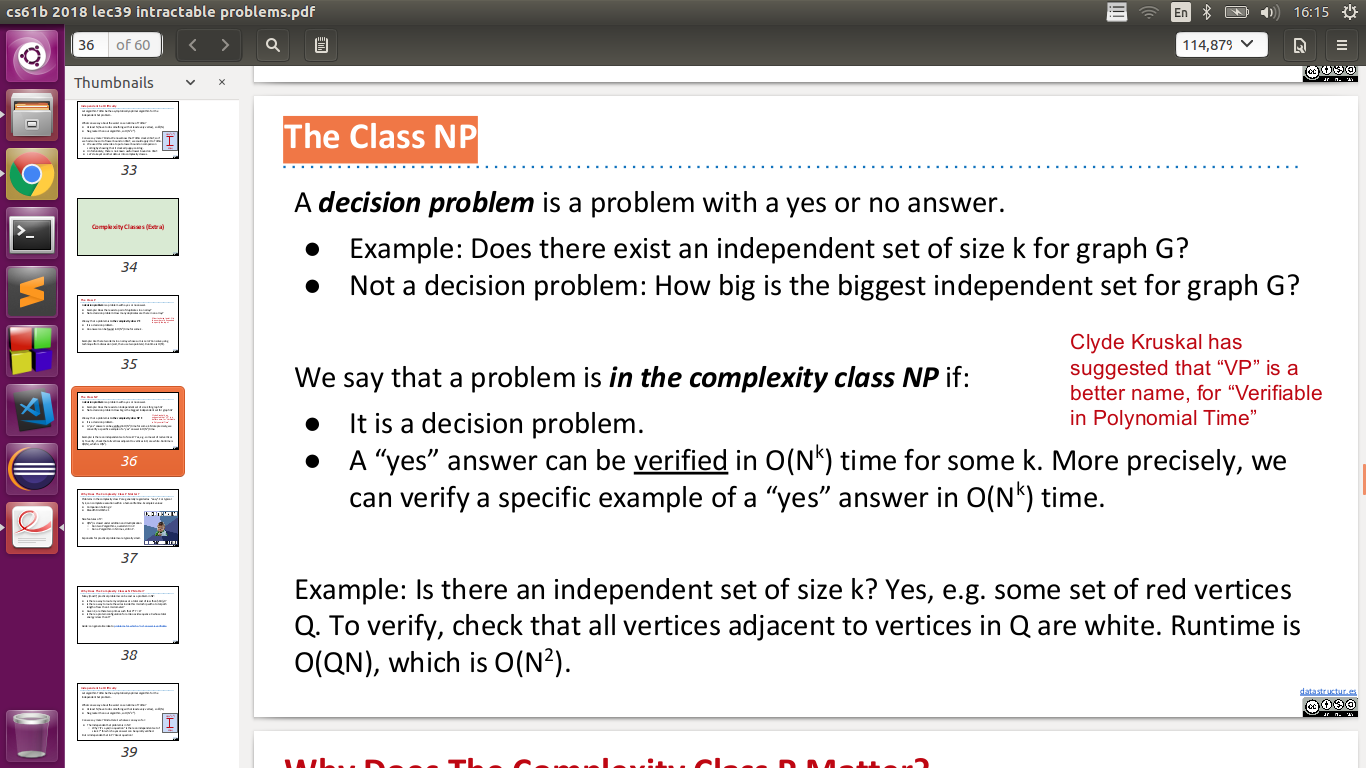 cs61b 2018 lec39 intractable problems.pdf
En
16:15
36 of 60
114,87%
Thumbnails
33
Complexity Classes (Extra)
34
35
36
37
38
39
The Class NP
A decision problem is a problem with a yes or no answer.
● Example: Does there exist an independent set of size k for graph G?
● Not a decision problem: How big is the biggest independent set for graph G?
Clyde Kruskal has
suggested that “VP” is a
better name, for “Verifiable
in Polynomial Time”
We say that a problem is in the complexity class NP if:
● It is a decision problem.
● A “yes” answer can be verified in O(Nᵏ) time for some k. More precisely, we
can verify a specific example of a “yes” answer in O(Nᵏ) time.
Example: Is there an independent set of size k? Yes, e.g. some set of red vertices
Q. To verify, check that all vertices adjacent to vertices in Q are white. Runtime is
O(QN), which is O(N²).
datastructur.es
Why Does The Complexity Class P Matter?